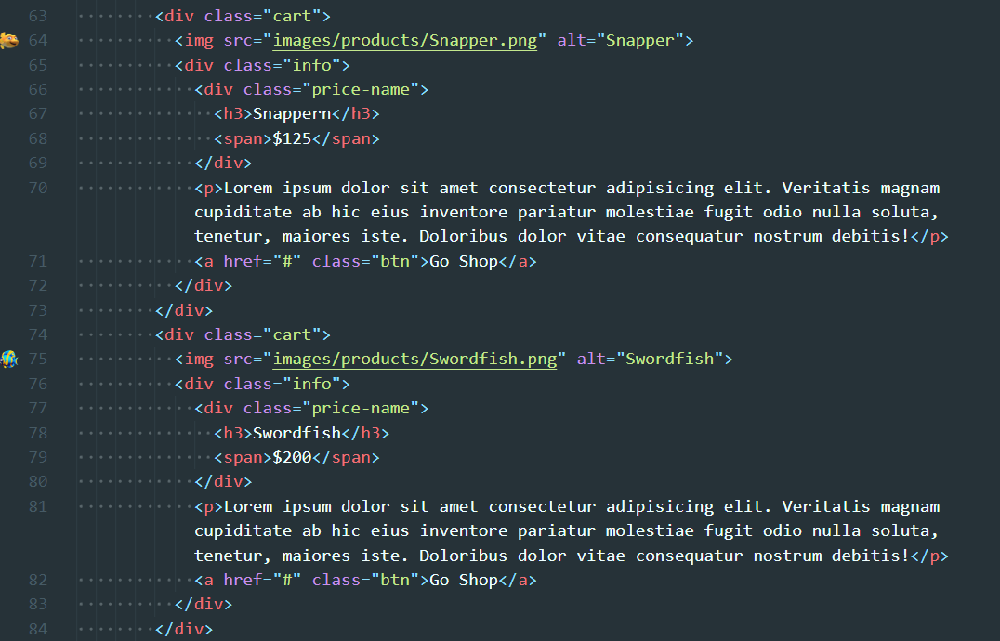 63 <div class="cart">
64 <img src="images/products/Snapper.png" alt="Snapper">
65 <div class="info">
66 <div class="price-name">
67 <h3>Snappern</h3>
68 <span>$125</span>
69 </div>
70 <p>Lorem ipsum dolor sit amet consectetur adipisicing elit. Veritatis magnam
cupiditate ab hic eius inventore pariatur molestiae fugit odio nulla soluta,
tenetur, maiores iste. Doloribus dolor vitae consequatur nostrum debitis!</p>
71 <a href="#" class="btn">Go Shop</a>
72 </div>
73 </div>
74 <div class="cart">
75 <img src="images/products/Swordfish.png" alt="Swordfish">
76 <div class="info">
77 <div class="price-name">
78 <h3>Swordfish</h3>
79 <span>$200</span>
80 </div>
81 <p>Lorem ipsum dolor sit amet consectetur adipisicing elit. Veritatis magnam
cupiditate ab hic eius inventore pariatur molestiae fugit odio nulla soluta,
tenetur, maiores iste. Doloribus dolor vitae consequatur nostrum debitis!</p>
82 <a href="#" class="btn">Go Shop</a>
83 </div>
84 </div>